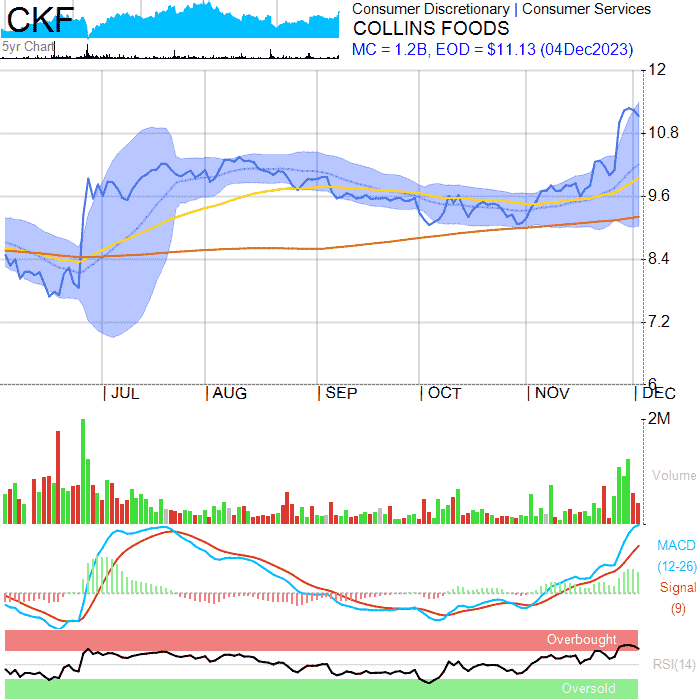 CKF
5yr Chart
Consumer Discretionary | Consumer Services
COLLINS FOODS
MC = 1.2B, EOD = $11.13 (04Dec2023)
12
10.8
9.6
8.4
7.2
6
JUL
AUG
SEP
OCT
NOV
DEC
2M
Volume
MACD
(12-26)
Signal
(9)
Overbought
RSI(14)
Oversold